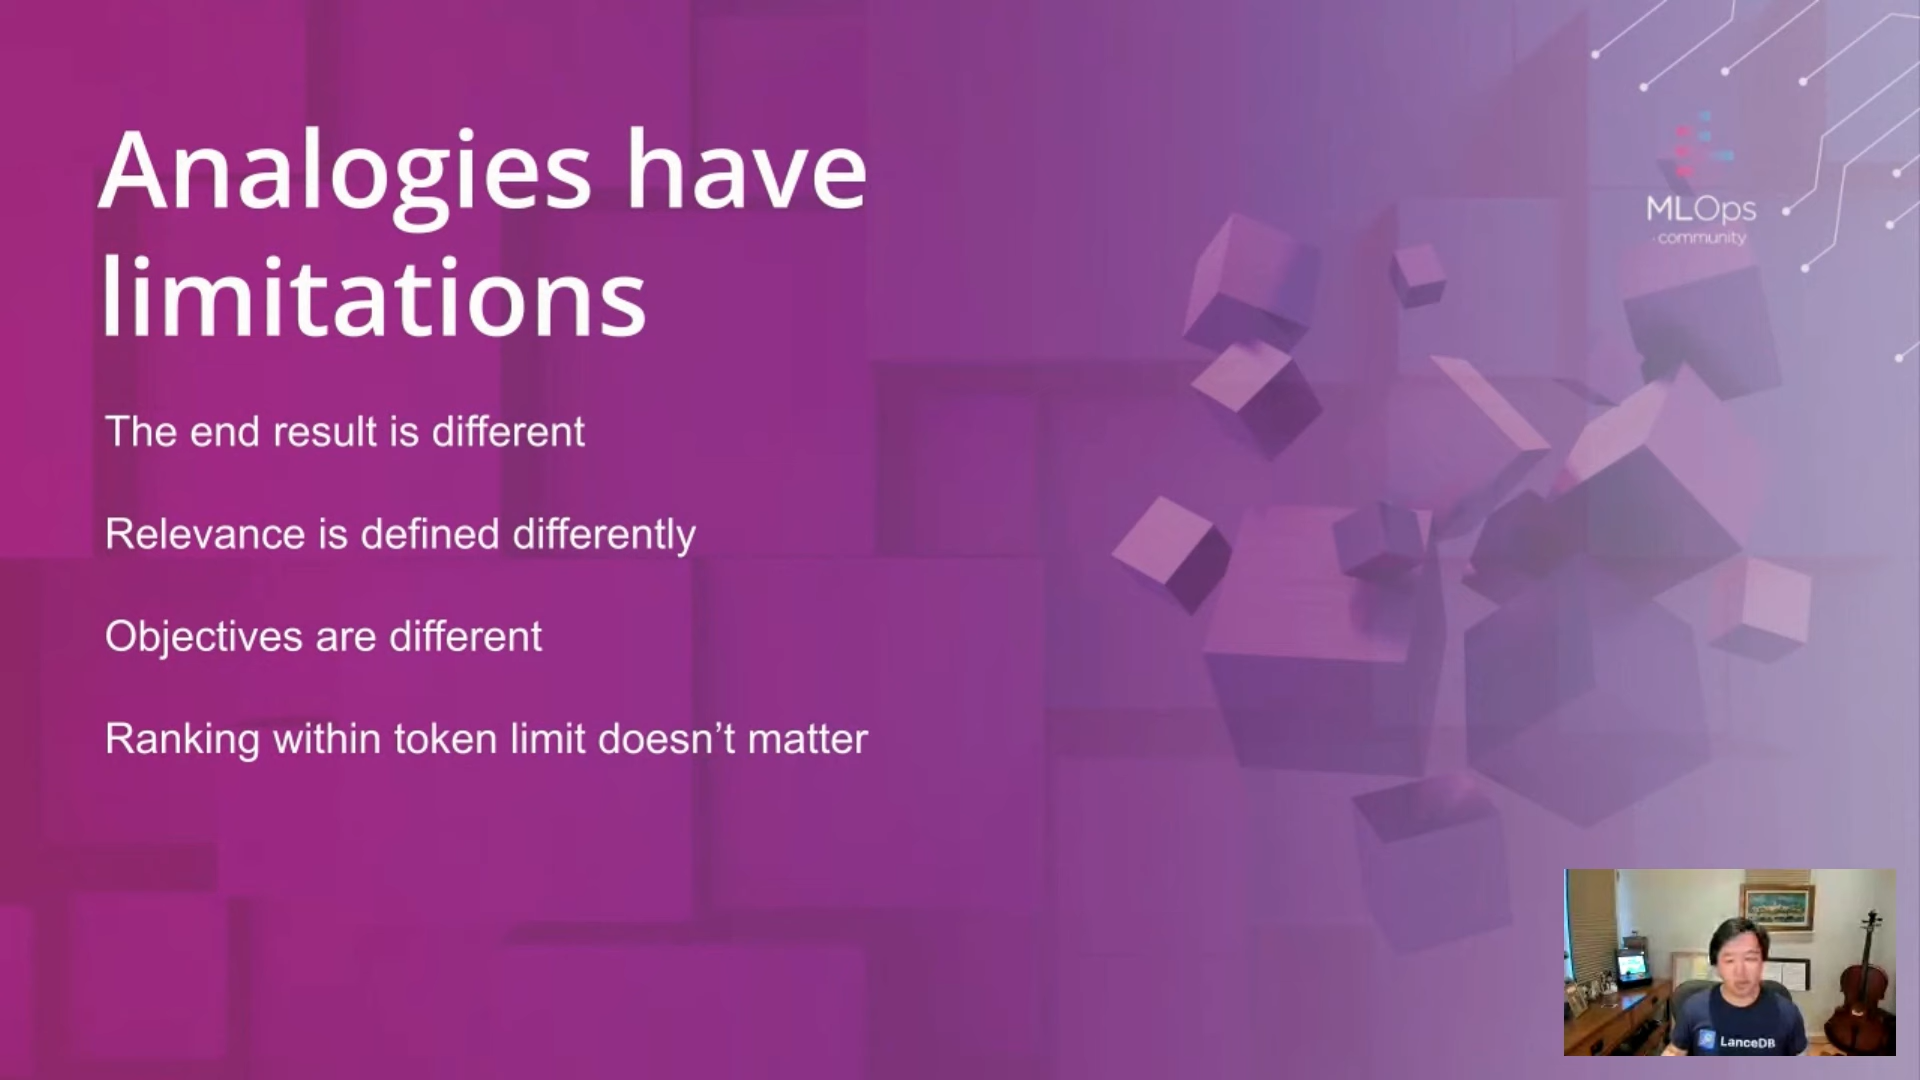 Analogies have
limitations
The end result is different
Relevance is defined differently
Objectives are different
Ranking within token limit doesn’t matter
MLOps
community
LanceDB